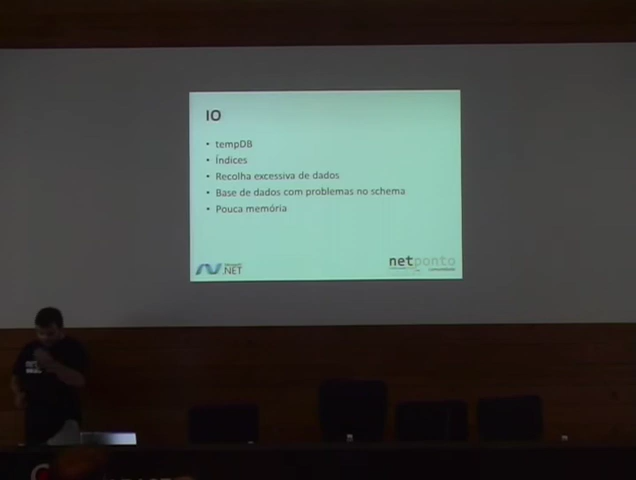 IO
• tempDB
• Índices
• Recolha excessiva de dados
• Base de dados com problemas no schema
• Pouca memória
.NET
netponto